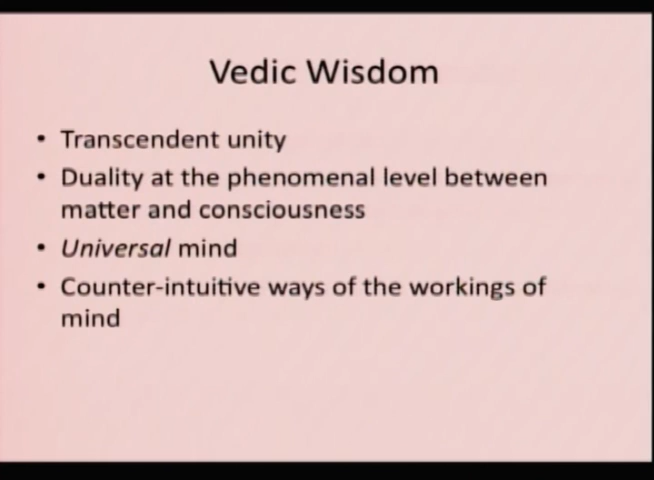 Vedic Wisdom
• Transcendent unity
• Duality at the phenomenal level between
matter and consciousness
• Universal mind
• Counter-intuitive ways of the workings of
mind